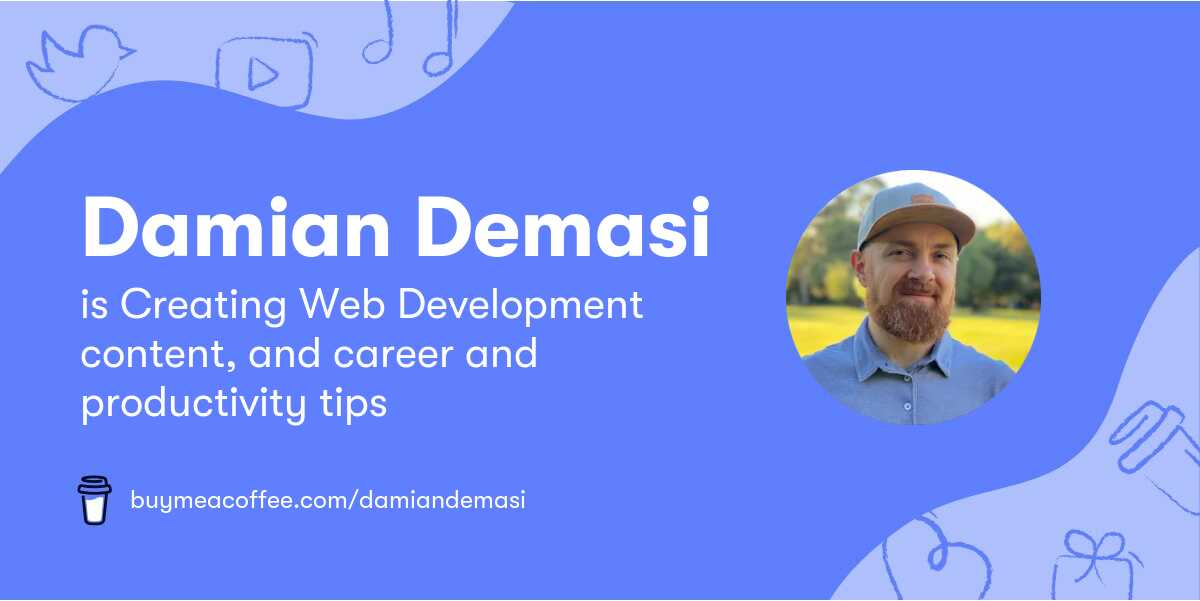 Damian Demasi
is Creating Web Development
content, and career and
productivity tips
buymeacoffee.com/damiandemasi